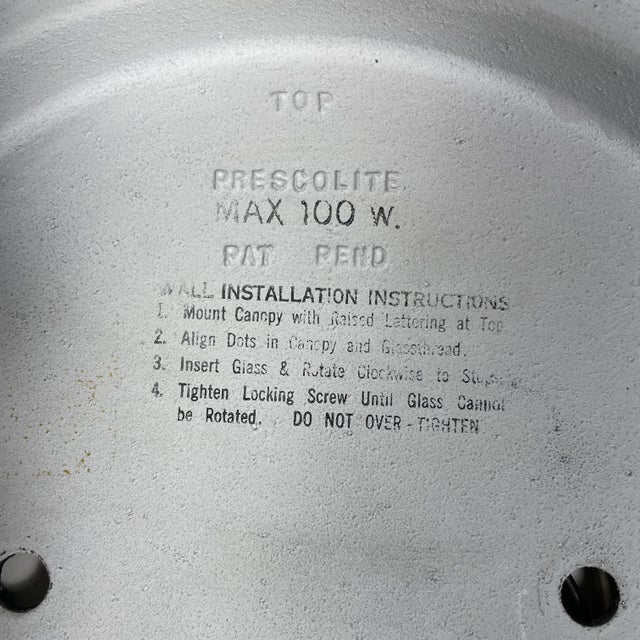 TOP
PRESCOLITE
MAX 100 W.
PAT PEND
WALL INSTALLATION INSTRUCTIONS
1. Mount Canopy with Raised Lettering at Top
2. Align Dots in Canopy and Glassthread.
3. Insert Glass & Rotate Clockwise to
4. Tighten Locking Screw Until Glass Cannot
be Rotated. DO NOT OVER-TIGHTEN